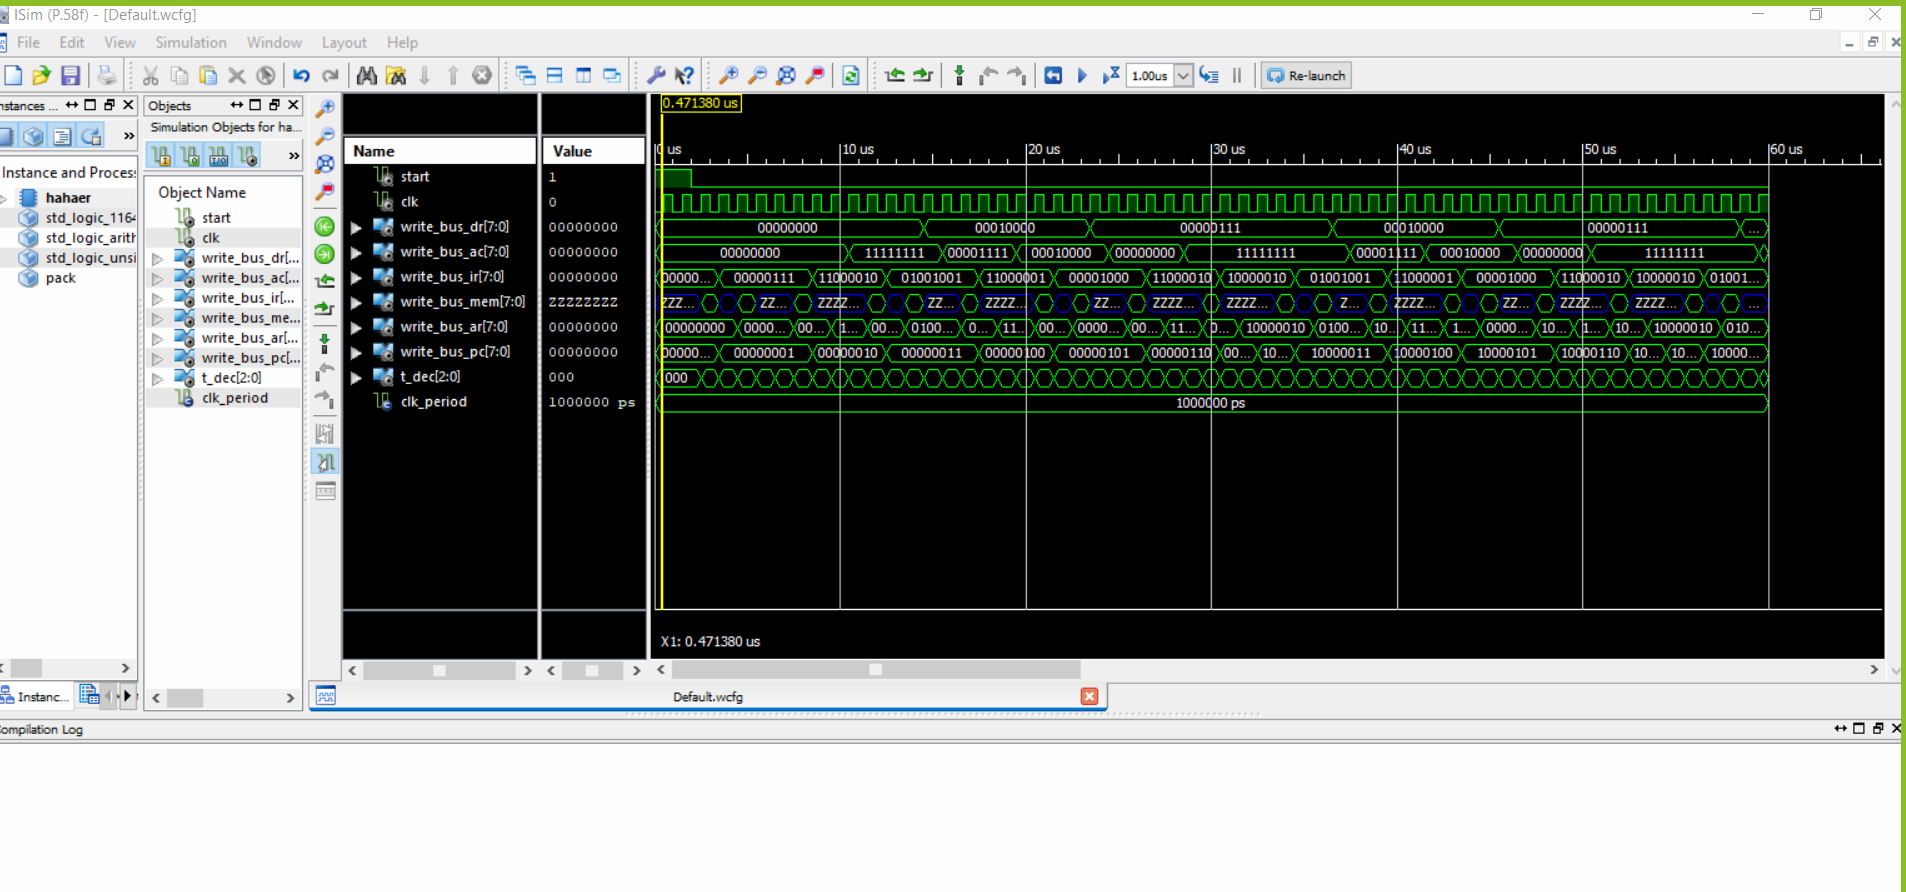 ISim (P.58f) - [Default.wcfg]
File Edit View Simulation Window Layout Help
1.00us Re-launch
nstances ...
Objects
Simulation Objects for ha...
Instance and Process
hahaer
std_logic_1164
std_logic_arith
std_logic_unsi
pack
Object Name
start
clk
write_bus_dr[...
write_bus_ac[...
write_bus_ir[...
write_bus_me...
write_bus_ar[...
write_bus_pc[...
t_dec[2:0]
clk_period
0.471380 us
Name Value 0 us 10 us 20 us 30 us 40 us 50 us 60 us
start 1
clk 0
write_bus_dr[7:0] 00000000 00000000 00010000 00000111 00010000 00000111 ...
write_bus_ac[7:0] 00000000 00000000 11111111 00001111 00010000 00000000 11111111 00001111 00010000 00000000 11111111
write_bus_ir[7:0] 00000000 00000... 00000111 11000010 01001001 11000001 00001000 11000010 10000010 01001001 11000001 00001000 11000010 10000010 01001...
write_bus_mem[7:0] ZZZZZZZZ ZZZ... ZZ... ZZZZ... ZZ... ZZZZ... ZZ... ZZZZ... ZZZZ... Z... ZZZZ... ZZ... ZZZZ... ZZZZ... ...
write_bus_ar[7:0] 00000000 00000000 0000... 00... 1... 00... 0100... 0... 11... 00... 0000... 00... 11... 0... 10000010 0100... 10... 11... 1... 0000... 10... 1... 10... 10000010 010...
write_bus_pc[7:0] 00000000 00000... 00000001 00000010 00000011 00000100 00000101 00000110 00... 10... 10000011 10000100 10000101 10000110 10... 10... 10000...
t_dec[2:0] 000 000
clk_period 1000000 ps 1000000 ps
X1: 0.471380 us
Instanc...
Default.wcfg
ompilation Log